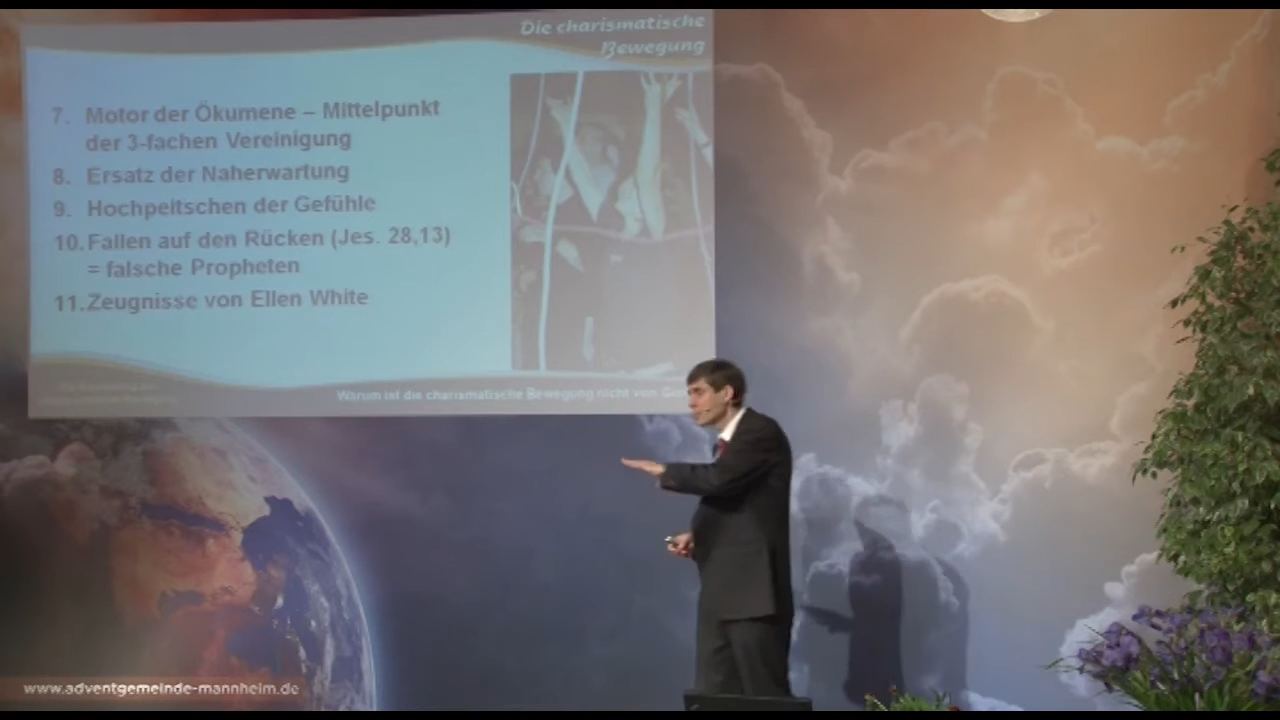 Die charismatische
Bewegung
7. Motor der Ökumene – Mittelpunkt
der 3-fachen Vereinigung
8. Ersatz der Naherwartung
9. Hochpeitschen der Gefühle
10. Fallen auf den Rücken (Jes. 28,13)
= falsche Propheten
11. Zeugnisse von Ellen White
Warum ist die charismatische Bewegung nicht von
www.adventgemeinde-mannheim.de